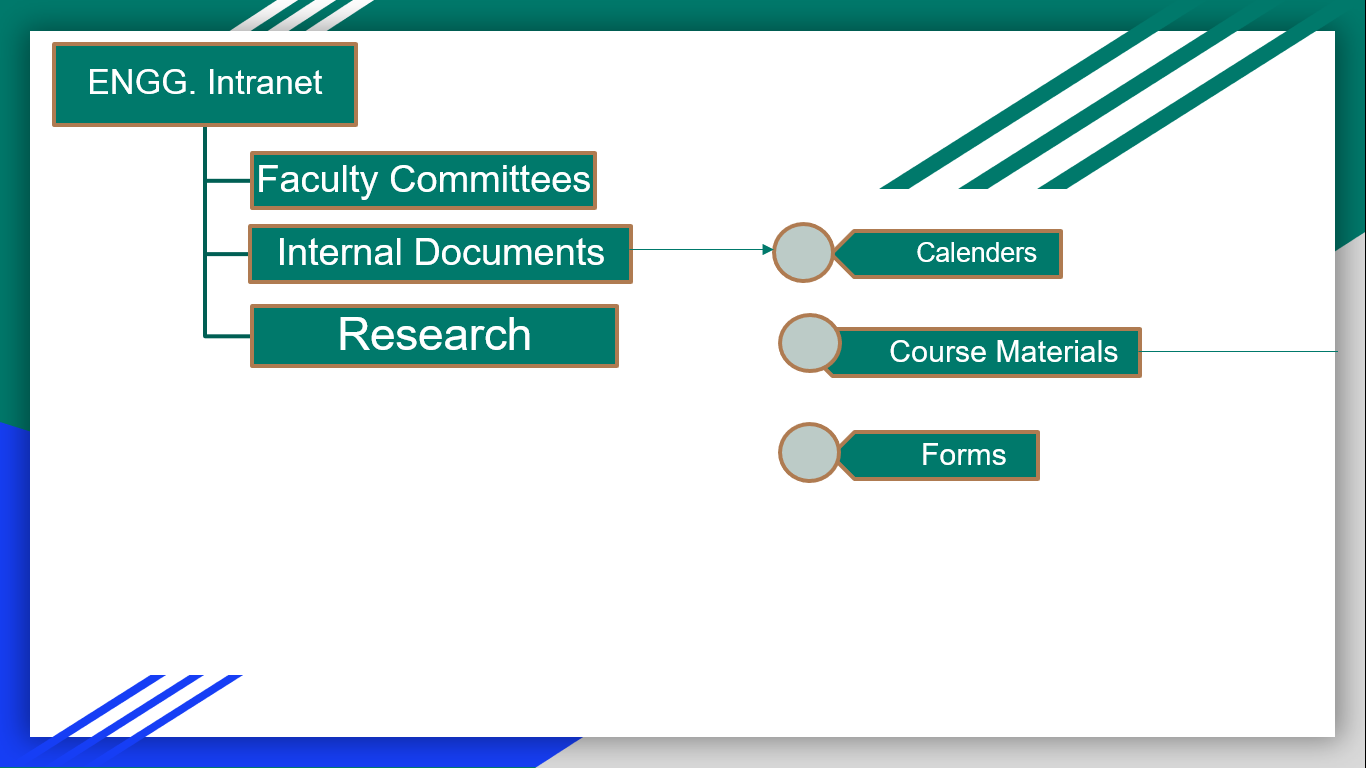 ENGG. Intranet
Faculty Committees
Internal Documents
Research
Calenders
Course Materials
Forms